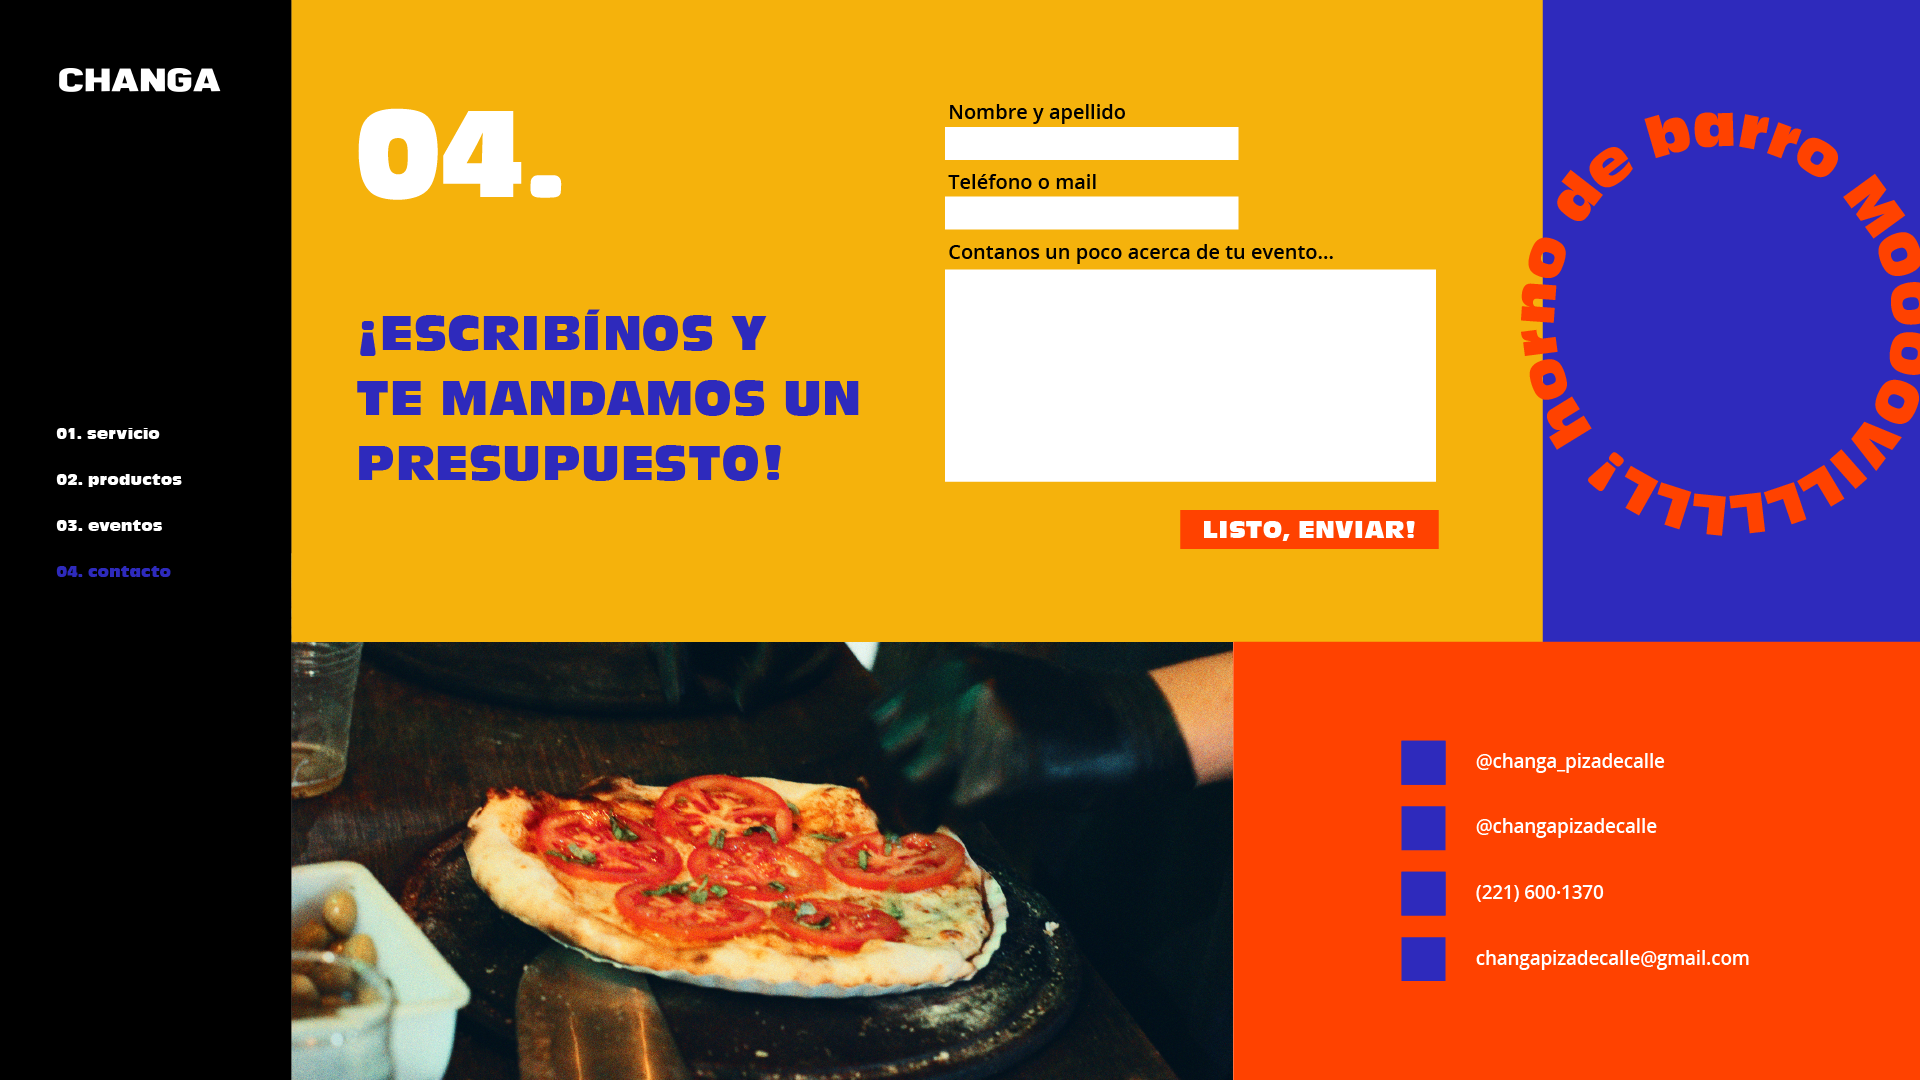 CHANGA
01. servicio
02. productos
03. eventos
04. contacto
04.
¡ESCRIBÍNOS Y
TE MANDAMOS UN
PRESUPUESTO!
Nombre y apellido
Teléfono o mail
Contanos un poco acerca de tu evento...
LISTO, ENVIAR!
horno de barro MoooovilLLLLL!
@changa_pizadecalle
@changapizadecalle
(221) 600·1370
changapizadecalle@gmail.com